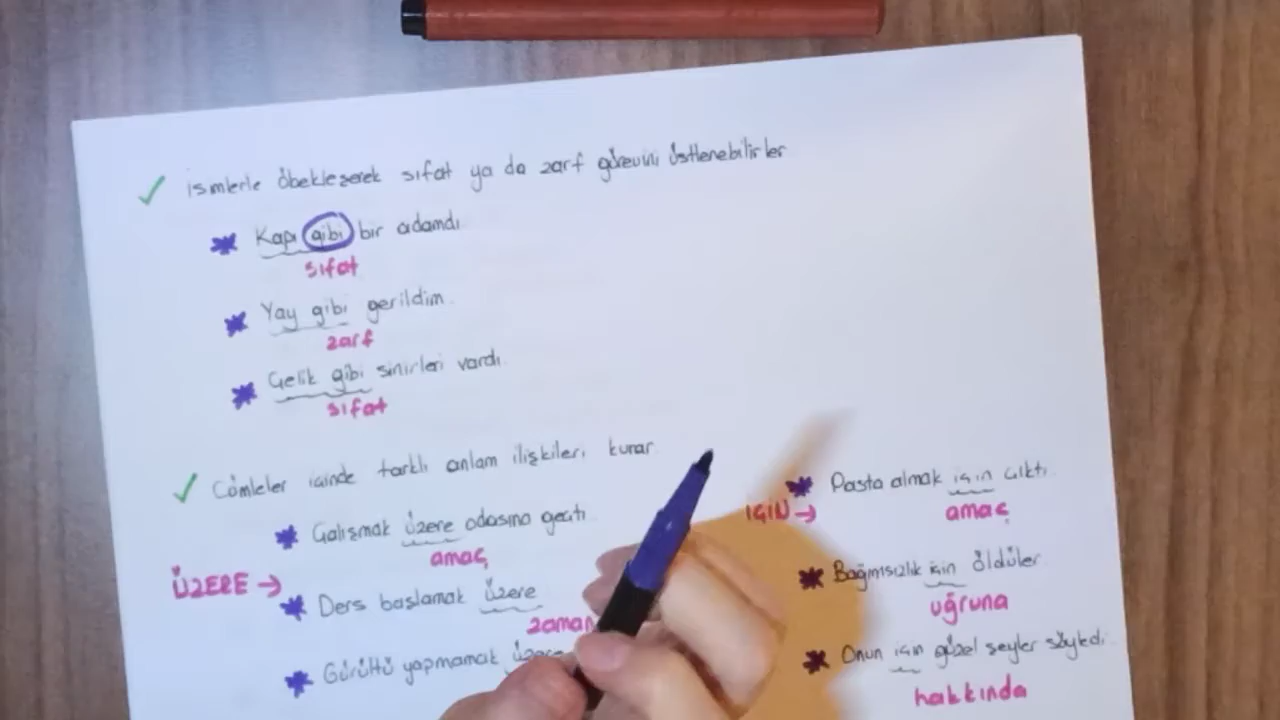 ismlerle öbekleşerek sıfat ya da zarf görevini üstlenebilirler
Kapı gibi bir adamdı
sıfat
Yay gibi gerildim.
zarf
Çelik gibi sinirleri vardı.
sıfat
Cümleler içinde farklı anlam ilişkileri kurar.
ÜZERE →
Çalışmak üzere odasına geçti.
amaç
Ders başlamak üzere
zaman
Gürültü yapmamak üzere
İÇİN →
Pasta almak için çıktı.
amaç
Bağımsızlık için öldüler
uğruna
Onun için güzel şeyler söyledi.
hakkında